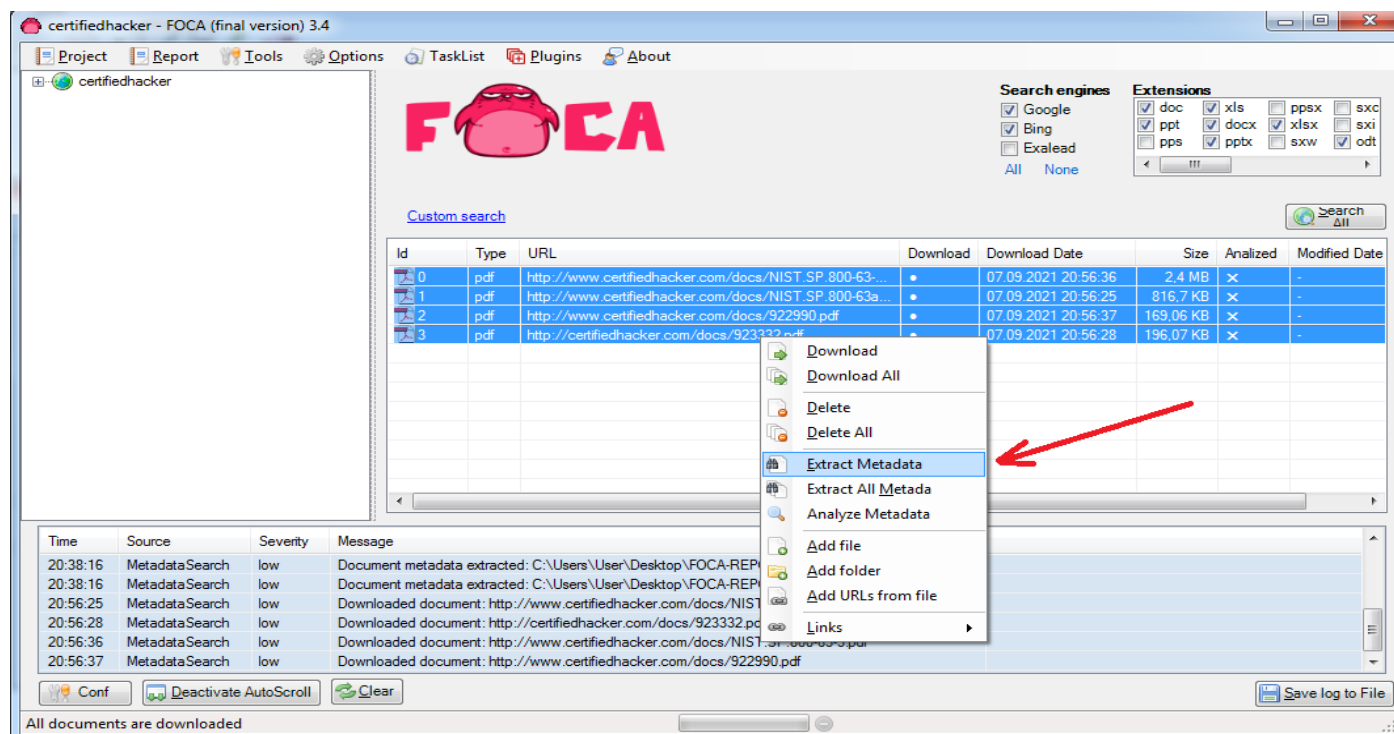 certifiedhacker - FOCA (final version) 3.4
Project Report Tools Options TaskList Plugins About
certifiedhacker
FOCA
Search engines
Google
Bing
Exalead
All None
Extensions
doc xls ppsx sxc
ppt docx xlsx sxi
pps pptx sxw odt
Custom search
Search All
Id Type URL Download Download Date Size Analized Modified Date
0 pdf http://www.certifiedhacker.com/docs/NIST.SP.800-63-... 07.09.2021 20:56:36 2,4 MB -
1 pdf http://www.certifiedhacker.com/docs/NIST.SP.800-63a... 07.09.2021 20:56:25 816,7 KB -
2 pdf http://www.certifiedhacker.com/docs/922990.pdf 07.09.2021 20:56:37 169,06 KB -
3 pdf http://certifiedhacker.com/docs/923332.pdf 07.09.2021 20:56:28 196,07 KB -
Download
Download All
Delete
Delete All
Extract Metadata
Extract All Metada
Analyze Metadata
Add file
Add folder
Add URLs from file
Links
Time Source Severity Message
20:38:16 MetadataSearch low Document metadata extracted: C:\Users\User\Desktop\FOCA-REP
20:38:16 MetadataSearch low Document metadata extracted: C:\Users\User\Desktop\FOCA-REP
20:56:25 MetadataSearch low Downloaded document: http://www.certifiedhacker.com/docs/NIST
20:56:28 MetadataSearch low Downloaded document: http://certifiedhacker.com/docs/923332.pd
20:56:36 MetadataSearch low Downloaded document: http://www.certifiedhacker.com/docs/NIST.SP.800-63-3.pdf
20:56:37 MetadataSearch low Downloaded document: http://www.certifiedhacker.com/docs/922990.pdf
Conf Deactivate AutoScroll Clear Save log to File
All documents are downloaded